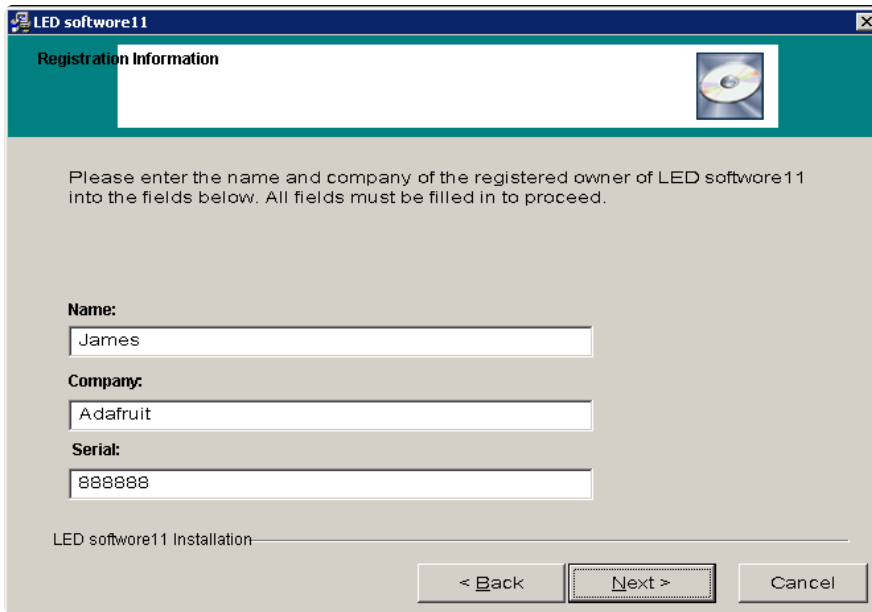 LED softwore11
Registration Information
Please enter the name and company of the registered owner of LED softwore11
into the fields below. All fields must be filled in to proceed.
Name:
James
Company:
Adafruit
Serial:
888888
LED softwore11 Installation
< Back Next > Cancel